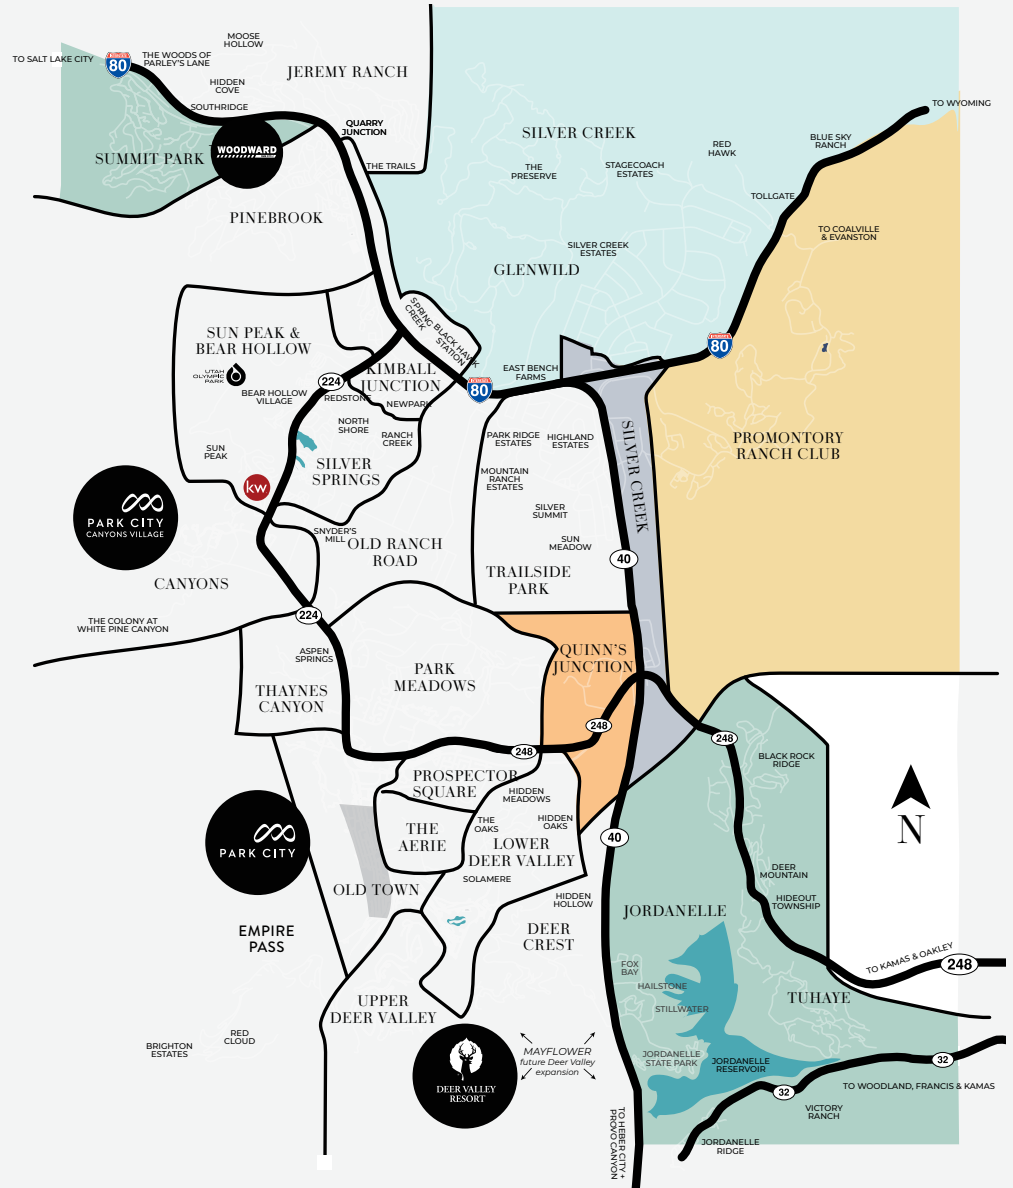 MOOSE
HOLLOW
TO SALT LAKE CITY
80
THE WOODS OF
PARLEY'S LANE
JEREMY RANCH
HIDDEN
COVE
SOUTHRIDGE
QUARRY
JUNCTION
WOODWARD
SUMMIT PARK
THE TRAILS
PINEBROOK
TO WYOMING
SILVER CREEK
BLUE SKY
RANCH
RED
HAWK
THE
PRESERVE
STAGECOACH
ESTATES
TOLLGATE
TO COALVILLE
& EVANSTON
SILVER CREEK
ESTATES
GLENWILD
SPRING
CREEK
BLACK HAWK
STATION
SUN PEAK &
BEAR HOLLOW
UTAH
OLYMPIC
PARK
224
KIMBALL
JUNCTION
80
EAST BENCH
FARMS
80
BEAR HOLLOW
VILLAGE
REDSTONE
NEWPARK
NORTH
SHORE
RANCH
CREEK
SUN
PEAK
SILVER
SPRINGS
kw
PARK RIDGE
ESTATES
HIGHLAND
ESTATES
SILVER CREEK
PROMONTORY
RANCH CLUB
MOUNTAIN
RANCH
ESTATES
SILVER
SUMMIT
SUN
MEADOW
PARK CITY
CANYONS VILLAGE
SNYDER'S
MILL
OLD RANCH
ROAD
TRAILSIDE
PARK
40
CANYONS
224
THE COLONY AT
WHITE PINE CANYON
ASPEN
SPRINGS
THAYNES
CANYON
PARK
MEADOWS
QUINN'S
JUNCTION
248
248
248
PROSPECTOR
SQUARE
HIDDEN
MEADOWS
BLACK ROCK
RIDGE
N
PARK CITY
THE
AERIE
THE
OAKS
HIDDEN
OAKS
LOWER
DEER VALLEY
40
SOLAMERE
OLD TOWN
DEER
MOUNTAIN
HIDEOUT
TOWNSHIP
HIDDEN
HOLLOW
JORDANELLE
EMPIRE
PASS
DEER
CREST
FOX
BAY
HAILSTONE
STILLWATER
TO KAMAS & OAKLEY
248
TUHAYE
UPPER
DEER VALLEY
RED
CLOUD
BRIGHTON
ESTATES
DEER VALLEY
RESORT
MAYFLOWER
future Deer Valley
expansion
JORDANELLE
STATE PARK
JORDANELLE
RESERVOIR
32
32
TO WOODLAND, FRANCIS & KAMAS
VICTORY
RANCH
JORDANELLE
RIDGE
TO HEBER CITY +
PROVO CANYON